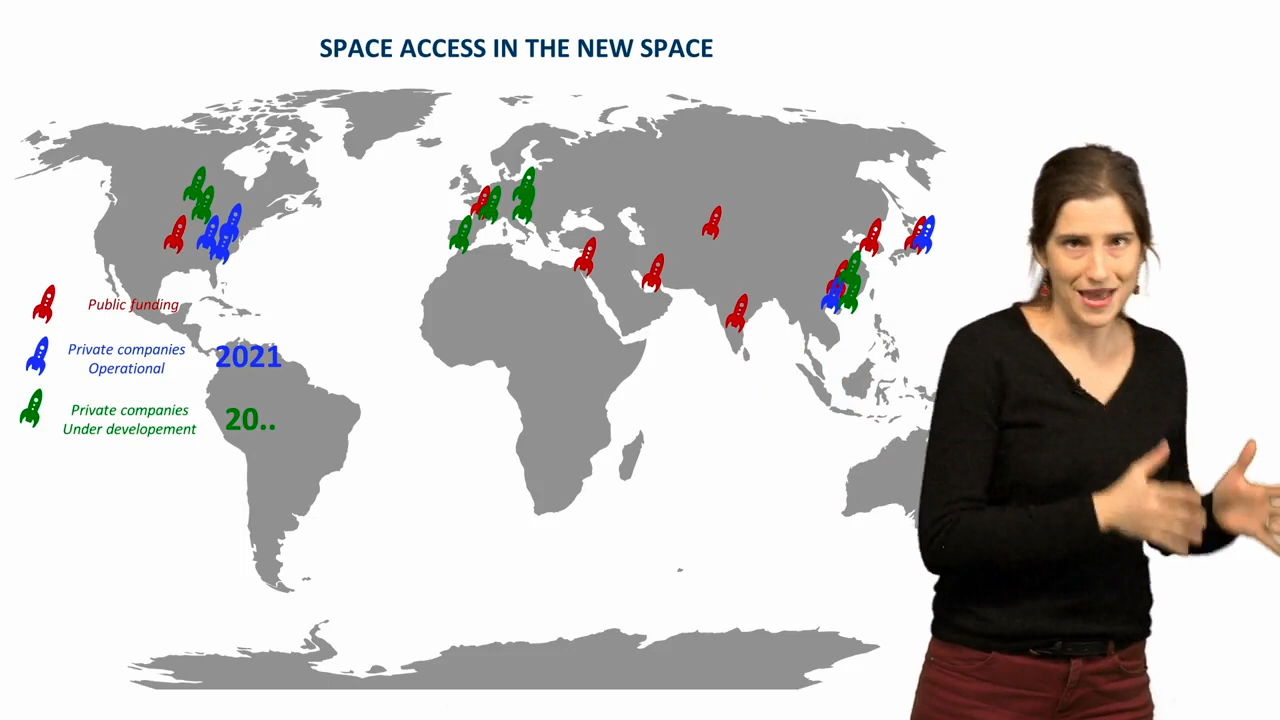 SPACE ACCESS IN THE NEW SPACE
Public funding
Private companies
Operational
2021
Private companies
Under developement
20..